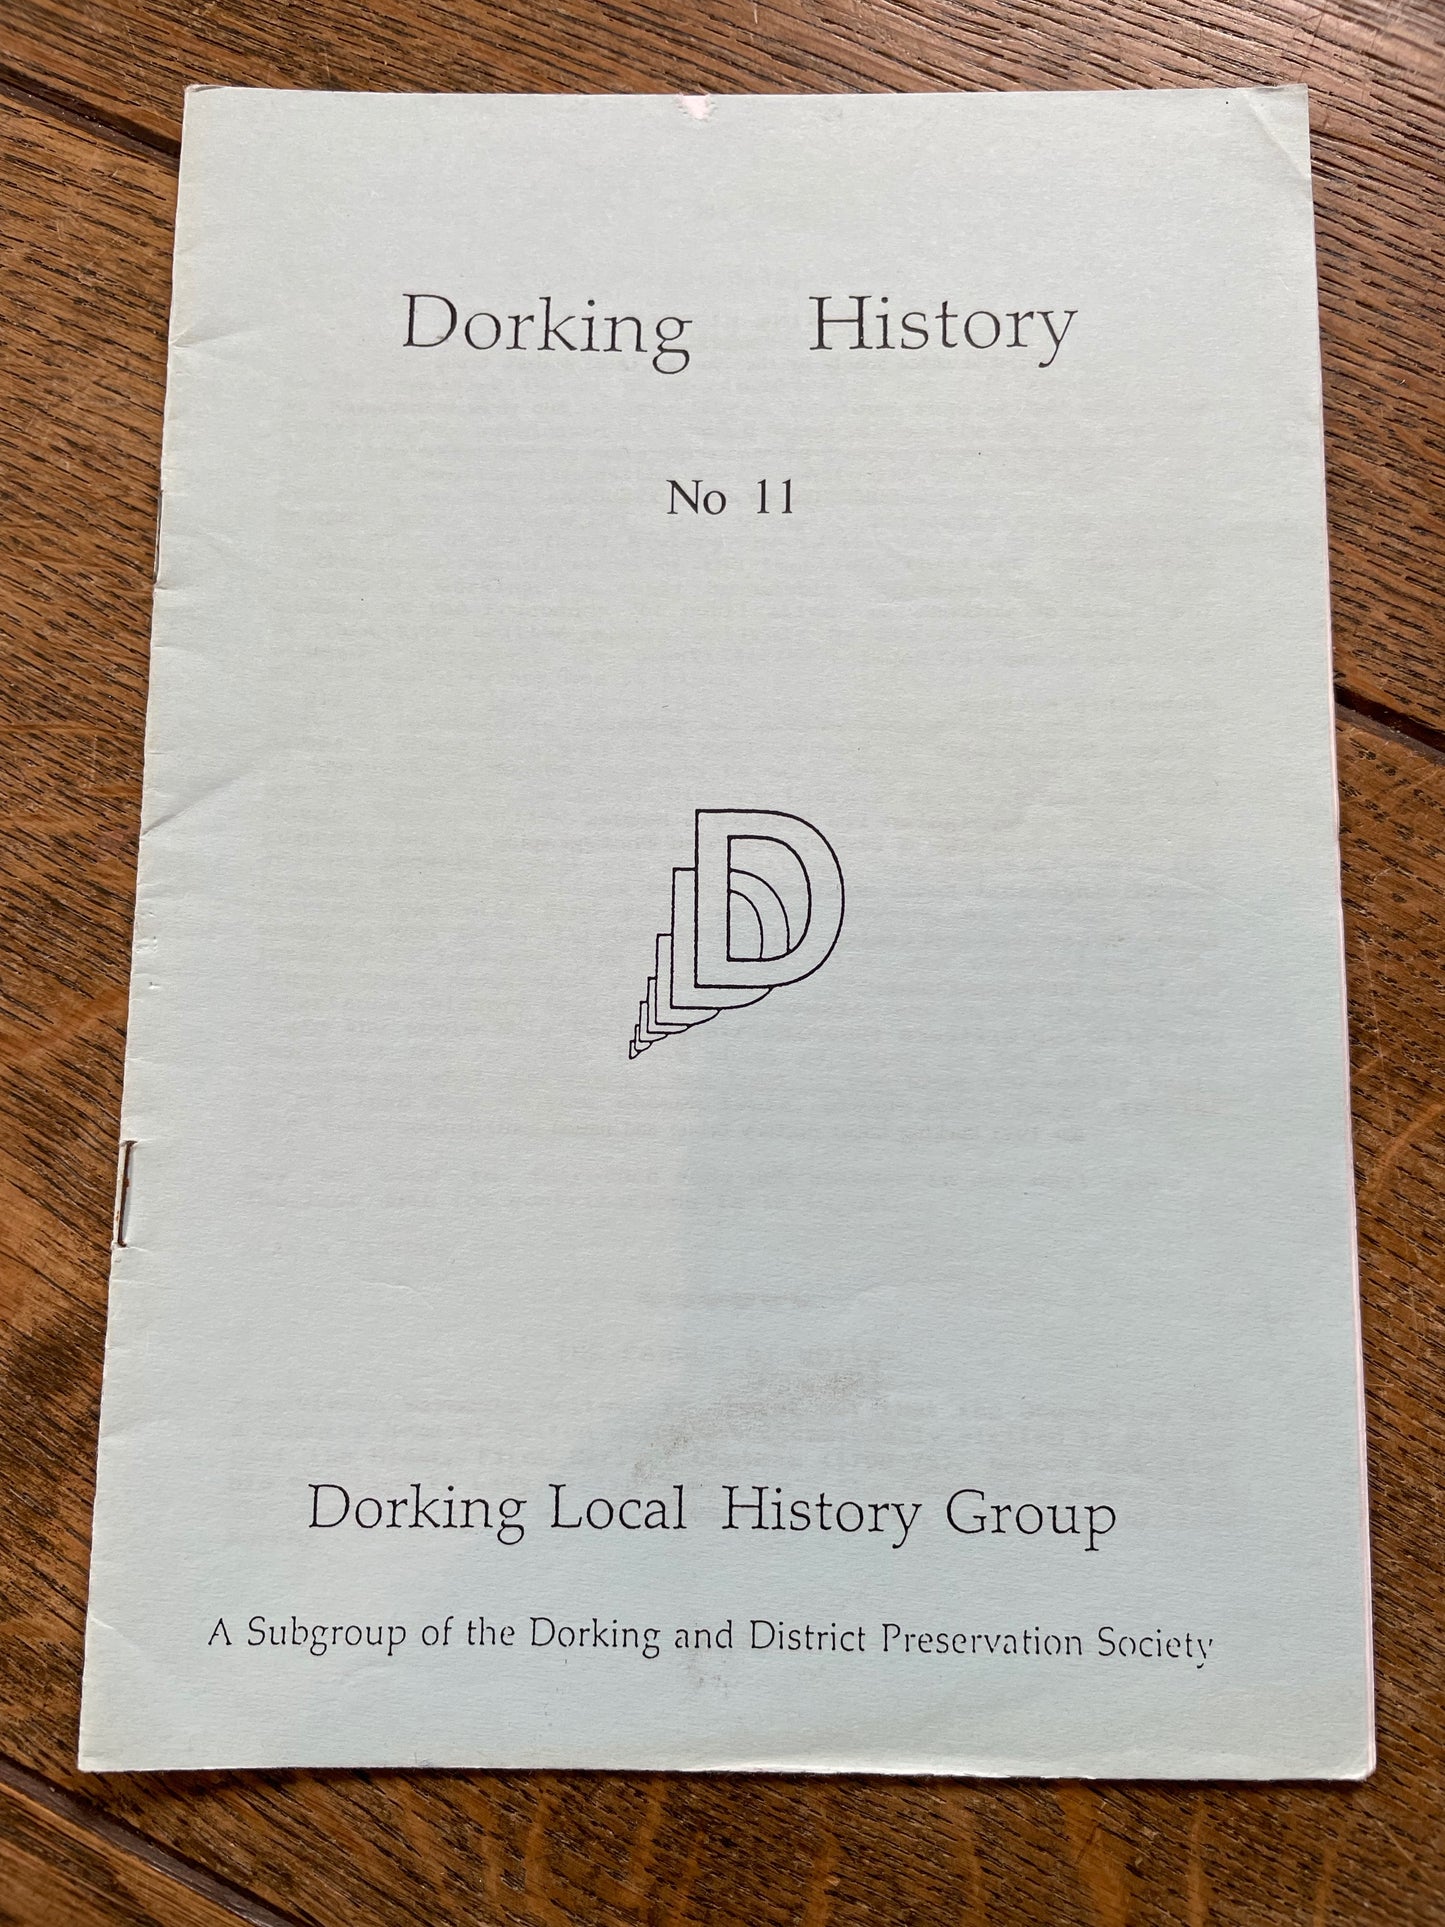 Dorking History
No 11
D
Dorking Local History Group
A Subgroup of the Dorking and District Preservation Society